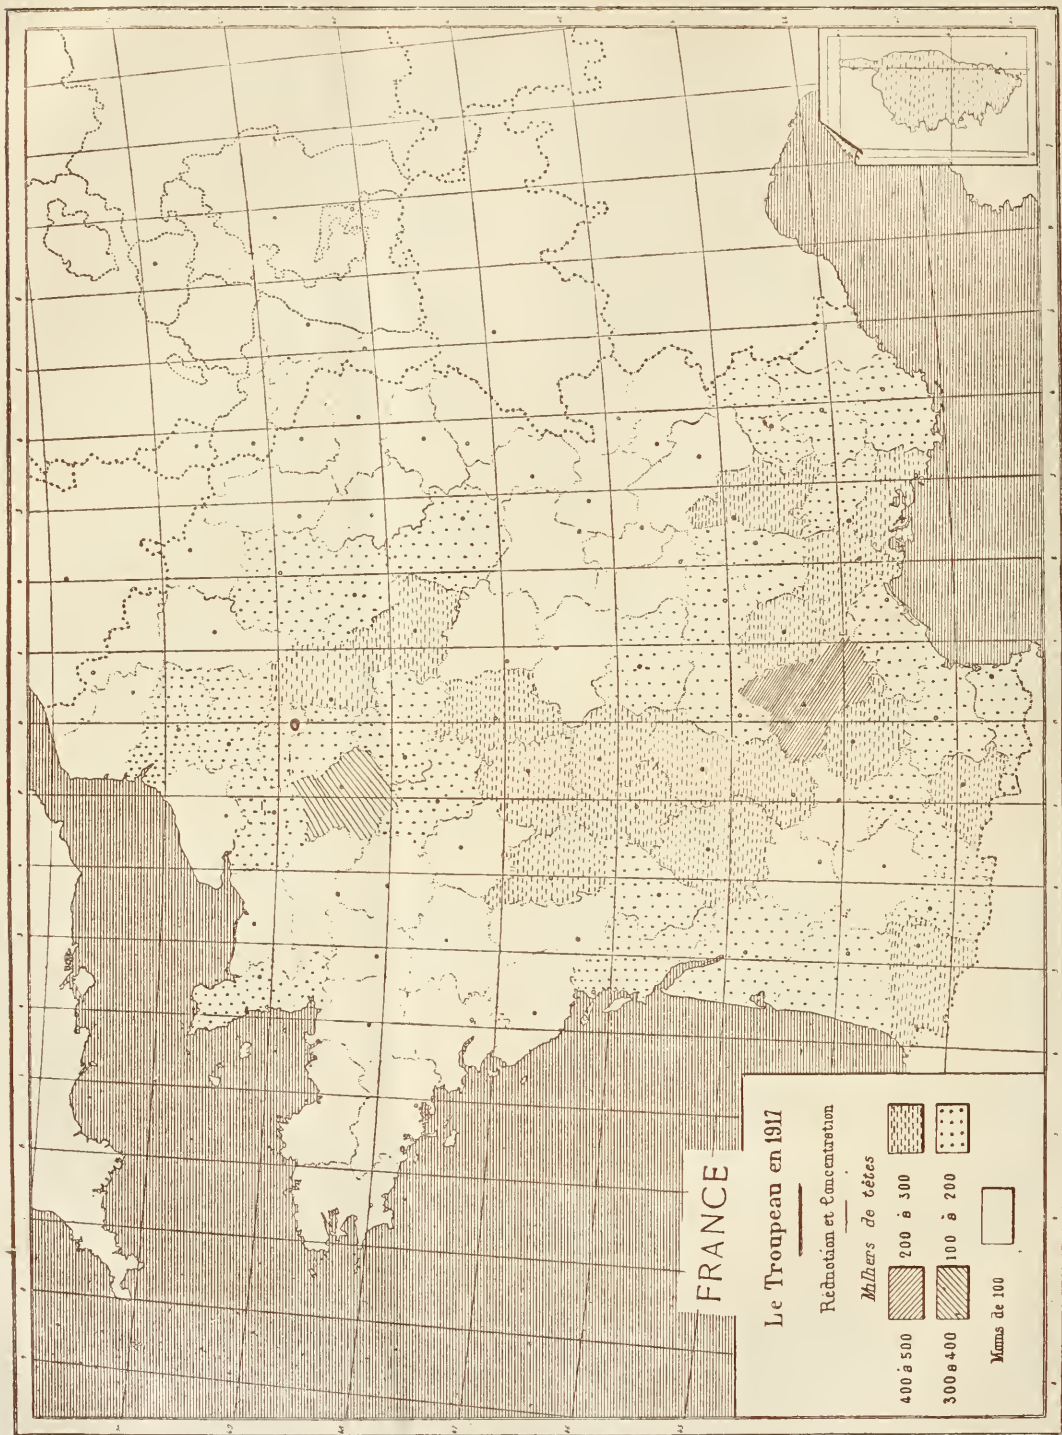 FRANCE
Le Troupeau en 1917
Réduction et Concentration
Milliers de têtes
400 à 500 200 à 300
300 à 400 100 à 200
Moins de 100